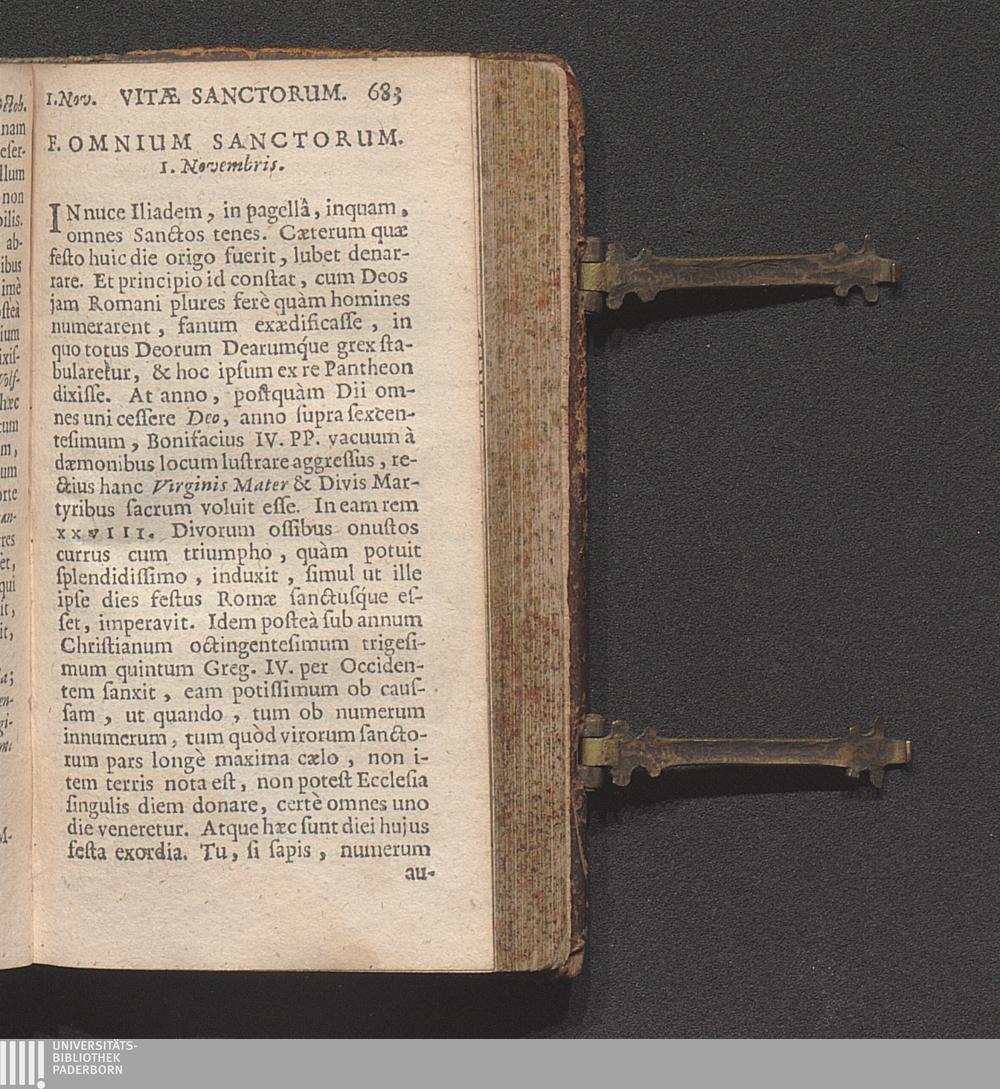 1. Nov. VITÆ SANCTORUM. 683
F. OMNIUM SANCTORUM.
1. Novembris.
IN nuce Iliadem, in pagellâ, inquam,
omnes Sanctos tenes. Cæterum quæ
feſto huic die origo fuerit, lubet denar-
rare. Et principio id conſtat, cum Deos
jam Romani plures ferè quàm homines
numerarent, fanum exædificaſſe, in
quo totus Deorum Dearumq́ue grex ſta-
bularetur, & hoc ipſum ex re Pantheon
dixiſſe. At anno, poſtquàm Dii om-
nes uni ceſſere Deo, anno ſupra ſexcen-
teſimum, Bonifacius IV. PP. vacuum à
dæmonibus locum luſtrare aggreſſus, re-
ctius hanc Virginis Mater & Divis Mar-
tyribus ſacrum voluit eſſe. In eam rem
XXVIII. Divorum oſſibus onuſtos
currus cum triumpho, quàm potuit
ſplendidiſſimo, induxit, ſimul ut ille
ipſe dies feſtus Romæ ſanctuſque eſ-
ſet, imperavit. Idem poſteà ſub annum
Chriſtianum octingenteſimum trigeſi-
mum quintum Greg. IV. per Occiden-
tem ſanxit, eam potiſſimum ob cauſ-
ſam, ut quando, tum ob numerum
innumerum, tum quòd virorum ſancto-
rum pars longè maxima cælo, non i-
tem terris nota eſt, non poteſt Eccleſia
ſingulis diem donare, certè omnes uno
die veneretur. Atque hæc ſunt diei hujus
feſta exordia. Tu, ſi ſapis, numerum
au-
UNIVERSITÄTS-
BIBLIOTHEK
PADERBORN